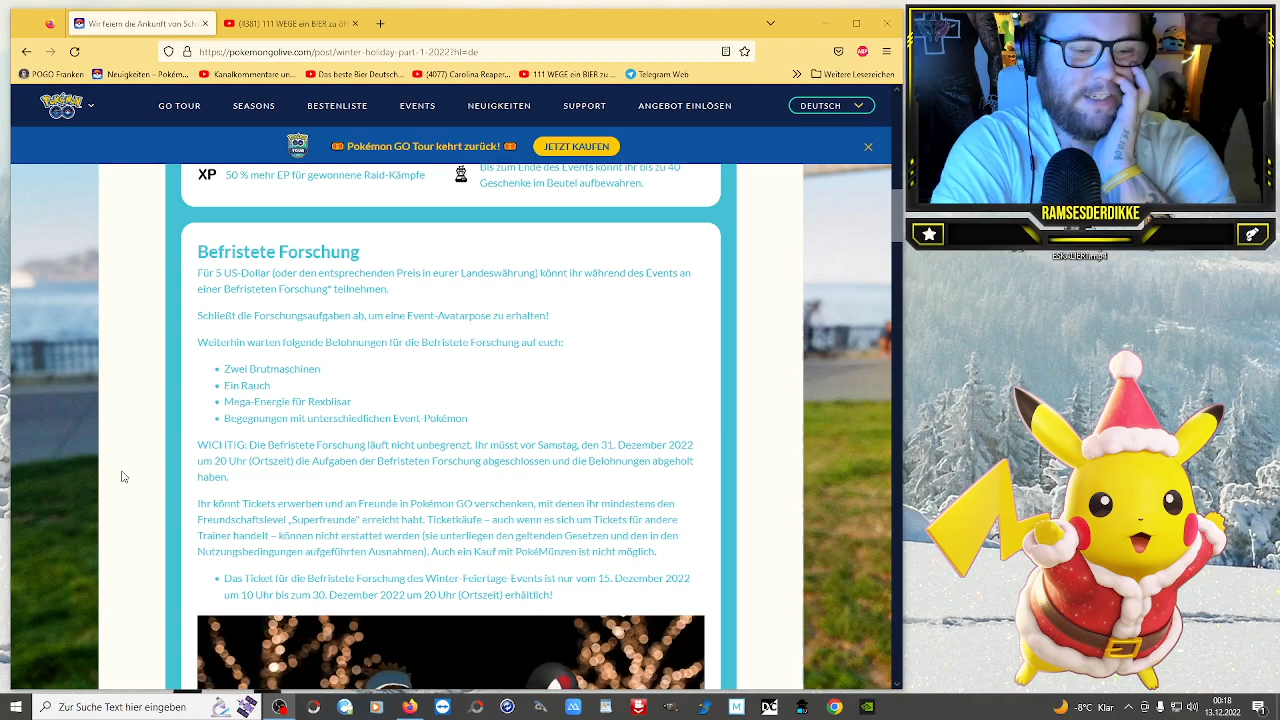 Wir feiern die Ankunft von Sch
(383) 111 WEGE ein BIER
https://pokemongolive.com/post/winter-holiday-part-1-2022?hl=de
POGO Franken
Neuigkeiten – Pokém...
Kanalkommentare un...
Das beste Bier Deutsch...
(4077) Carolina Reaper...
111 WEGE ein BIER zu ...
Telegram Web
Weitere Lesezeichen
GO TOUR
SEASONS
BESTENLISTE
EVENTS
NEUIGKEITEN
SUPPORT
ANGEBOT EINLÖSEN
DEUTSCH
Pokémon GO Tour kehrt zurück!
JETZT KAUFEN
XP
50 % mehr EP für gewonnene Raid-Kämpfe
Bis zum Ende des Events könnt ihr bis zu 40
Geschenke im Beutel aufbewahren.
Befristete Forschung
Für 5 US-Dollar (oder den entsprechenden Preis in eurer Landeswährung) könnt ihr während des Events an
einer Befristeten Forschung* teilnehmen.
Schließt die Forschungsaufgaben ab, um eine Event-Avatarpose zu erhalten!
Weiterhin warten folgende Belohnungen für die Befristete Forschung auf euch:
Zwei Brutmaschinen
Ein Rauch
Mega-Energie für Rexblisar
Begegnungen mit unterschiedlichen Event-Pokémon
WICHTIG: Die Befristete Forschung läuft nicht unbegrenzt. Ihr müsst vor Samstag, den 31. Dezember 2022
um 20 Uhr (Ortszeit) die Aufgaben der Befristeten Forschung abgeschlossen und die Belohnungen abgeholt
haben.
Ihr könnt Tickets erwerben und an Freunde in Pokémon GO verschenken, mit denen ihr mindestens den
Freundschaftslevel „Superfreunde“ erreicht habt. Ticketkäufe – auch wenn es sich um Tickets für andere
Trainer handelt – können nicht erstattet werden (sie unterliegen den geltenden Gesetzen und den in den
Nutzungsbedingungen aufgeführten Ausnahmen). Auch ein Kauf mit PokéMünzen ist nicht möglich.
Das Ticket für die Befristete Forschung des Winter-Feiertage-Events ist nur vom 15. Dezember 2022
um 10 Uhr bis zum 30. Dezember 2022 um 20 Uhr (Ortszeit) erhältlich!
RAMSESDERDIKKE
Zur Suche Text hier eingeben
-8°C Klar
00:18
13.12.2022